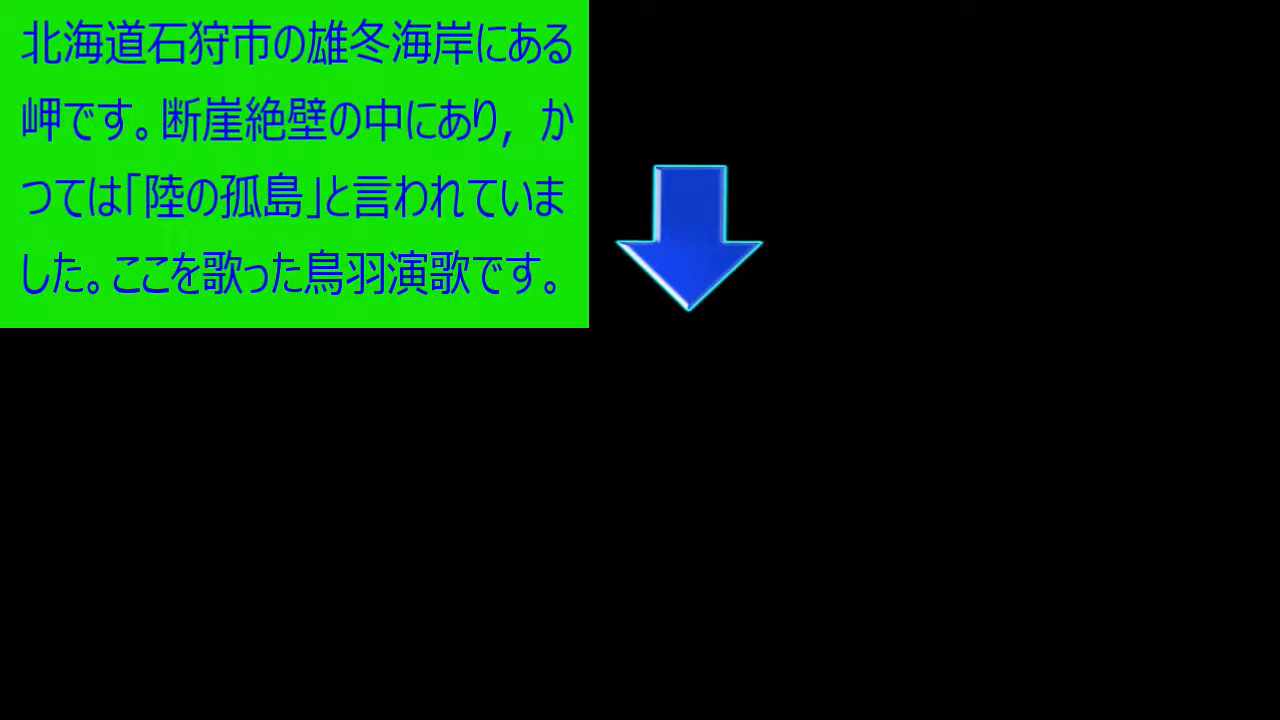 北海道石狩市の雄冬海岸にある
岬です。断崖絶壁の中にあり，か
つては「陸の孤島」と言われていま
した。ここを歌った鳥羽演歌です。